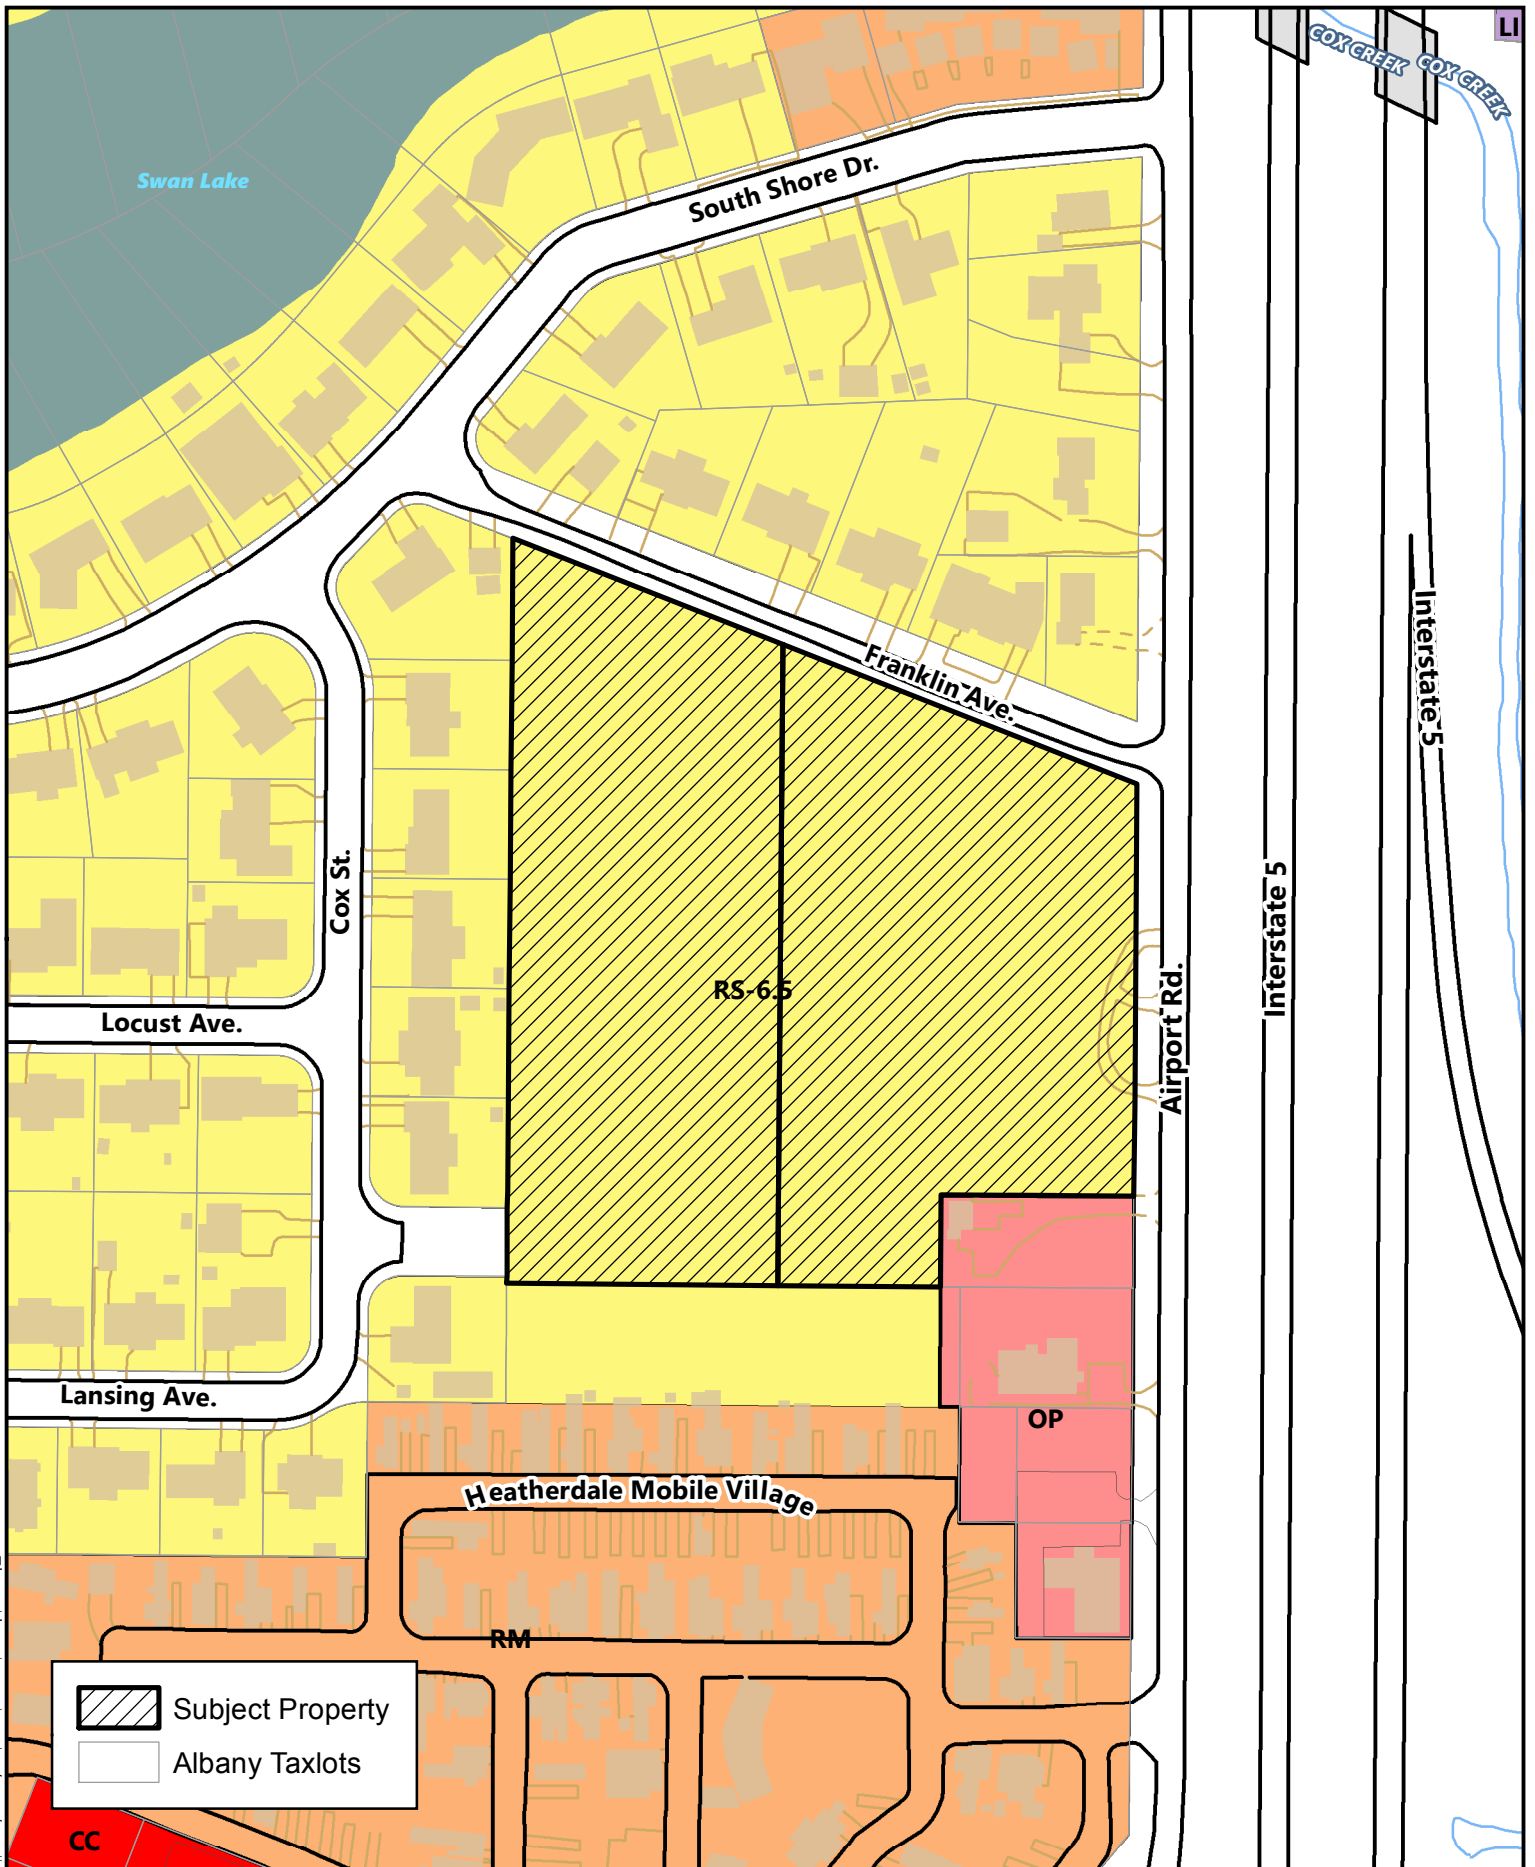 LI
COX CREEK
COX CREEK
Swan Lake
South Shore Dr.
Franklin Ave.
Interstate 5
Cox St.
Interstate 5
RS-6.5
Airport Rd.
Locust Ave.
Lansing Ave.
OP
Heatherdale Mobile Village
RM
Subject Property
Albany Taxlots
CC